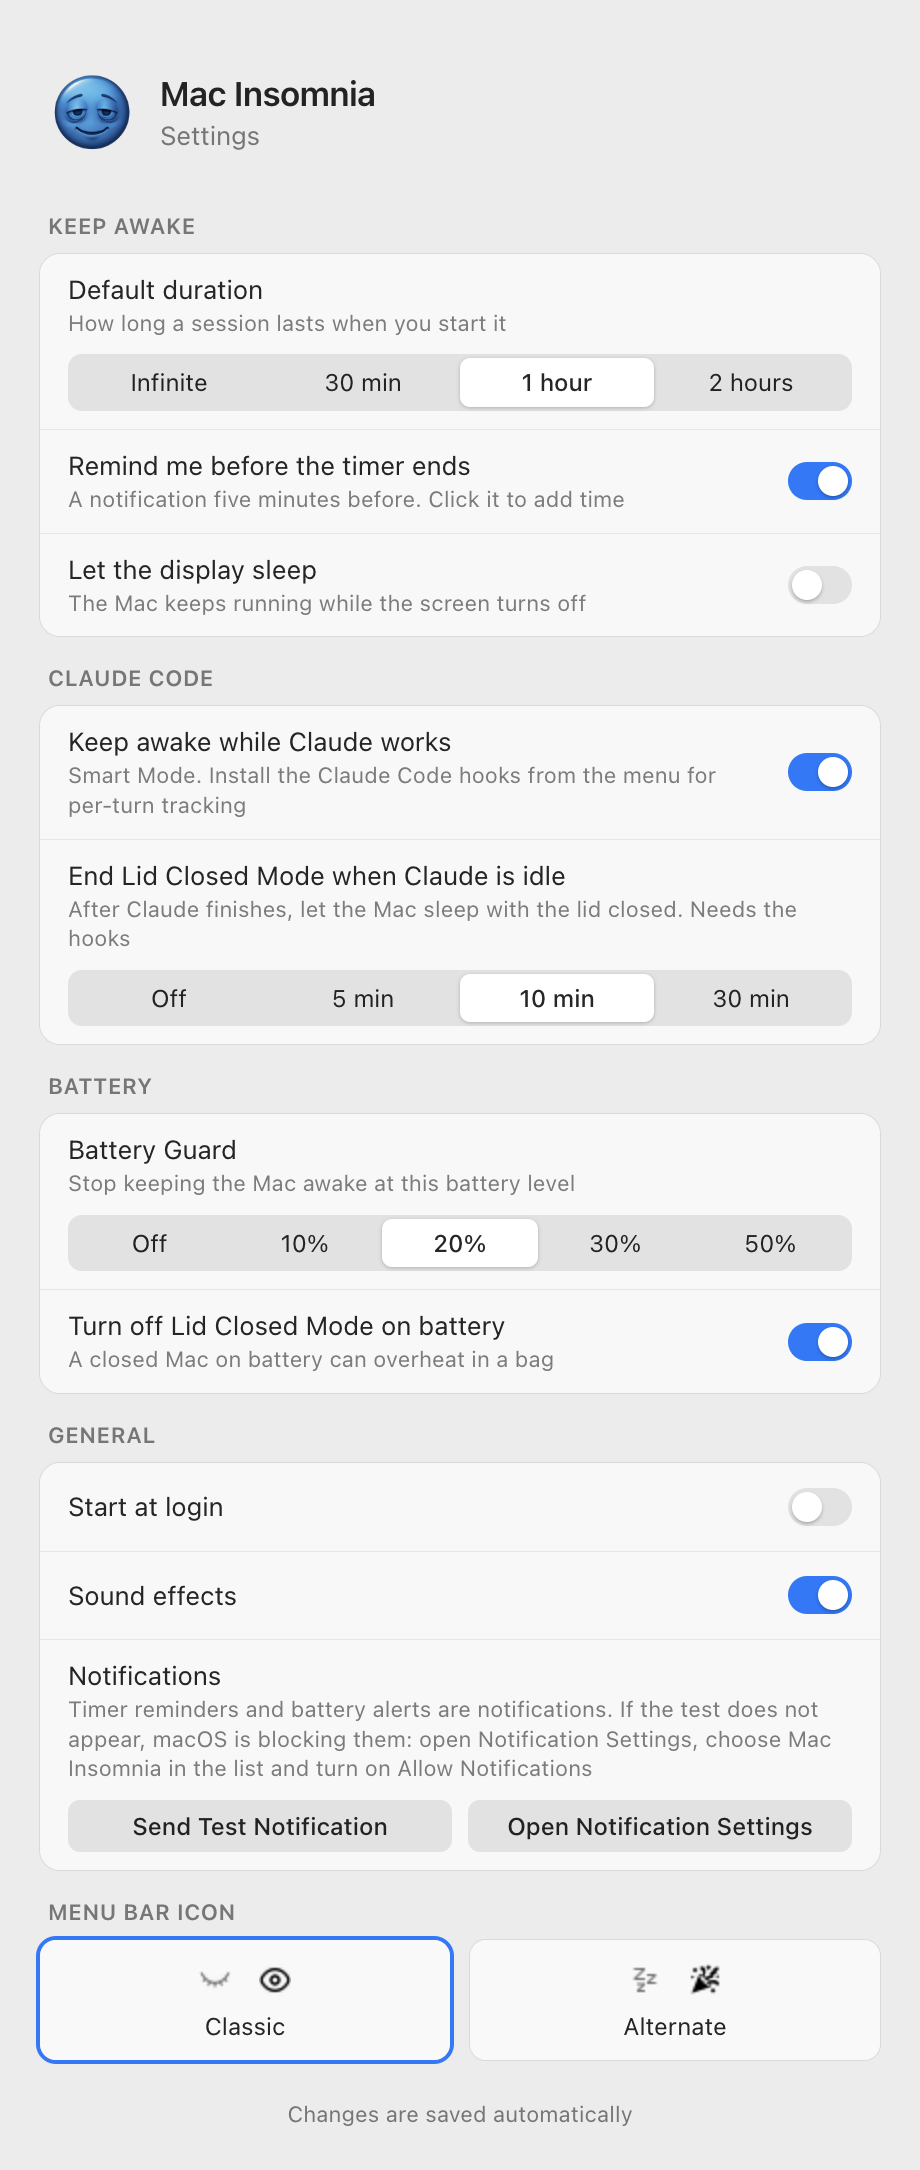 Mac Insomnia
Settings
KEEP AWAKE
Default duration
How long a session lasts when you start it
Infinite
30 min
1 hour
2 hours
Remind me before the timer ends
A notification five minutes before. Click it to add time
Let the display sleep
The Mac keeps running while the screen turns off
CLAUDE CODE
Keep awake while Claude works
Smart Mode. Install the Claude Code hooks from the menu for
per-turn tracking
End Lid Closed Mode when Claude is idle
After Claude finishes, let the Mac sleep with the lid closed. Needs the
hooks
Off
5 min
10 min
30 min
BATTERY
Battery Guard
Stop keeping the Mac awake at this battery level
Off
10%
20%
30%
50%
Turn off Lid Closed Mode on battery
A closed Mac on battery can overheat in a bag
GENERAL
Start at login
Sound effects
Notifications
Timer reminders and battery alerts are notifications. If the test does not
appear, macOS is blocking them: open Notification Settings, choose Mac
Insomnia in the list and turn on Allow Notifications
Send Test Notification
Open Notification Settings
MENU BAR ICON
Classic
zzz
Alternate
Changes are saved automatically